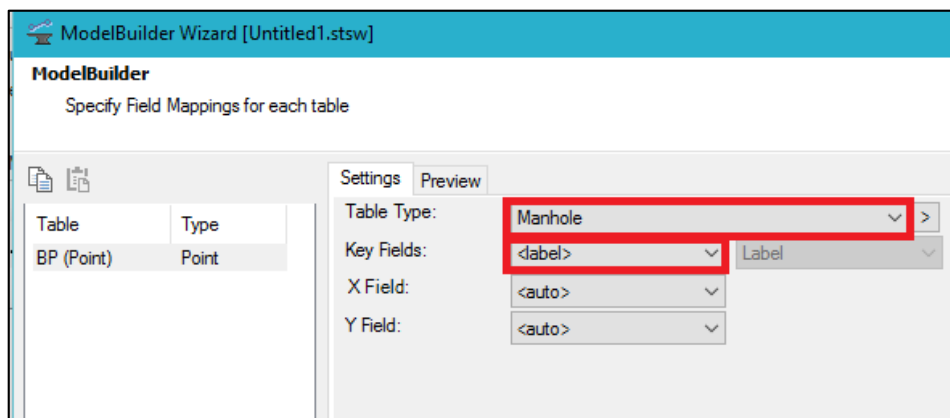 ModelBuilder Wizard [Untitled1.stsw]
ModelBuilder
Specify Field Mappings for each table
Settings Preview
Table Type: Manhole >
Key Fields: <label> Label
X Field: <auto>
Y Field: <auto>
Table Type
BP (Point) Point